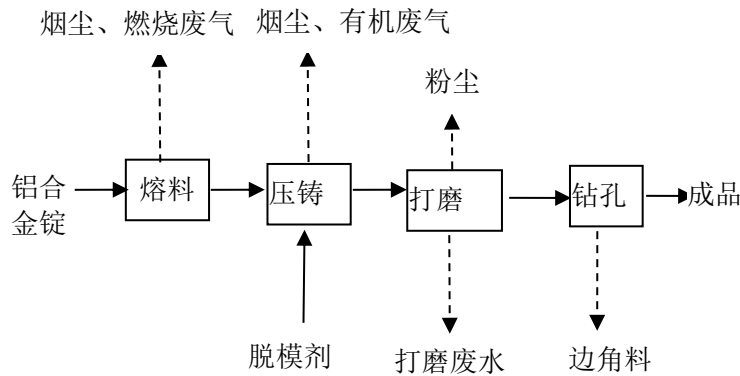 烟尘、燃烧废气
烟尘、有机废气
粉尘
铝合
金锭
熔料
压铸
打磨
钻孔
成品
脱模剂
打磨废水
边角料